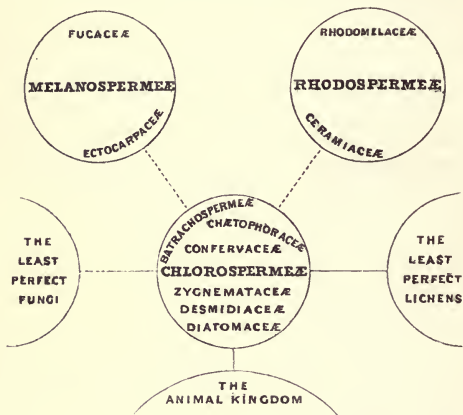 FUCACEÆ
MELANOSPERMEÆ
ECTOCARPACEÆ
RHODOMELACEÆ
RHODOSPERMEÆ
CERAMIACEÆ
BATRACHOSPERMEÆ
CHÆTOPHORACEÆ
CONFERVACEÆ
CHLOROSPERMEÆ
ZYGNEMATACEÆ
DESMIDIACEÆ
DIATOMACEÆ
THE
LEAST
PERFECT
FUNGI
THE
LEAST
PERFECT
LICHENS
THE
ANIMAL KINGDOM